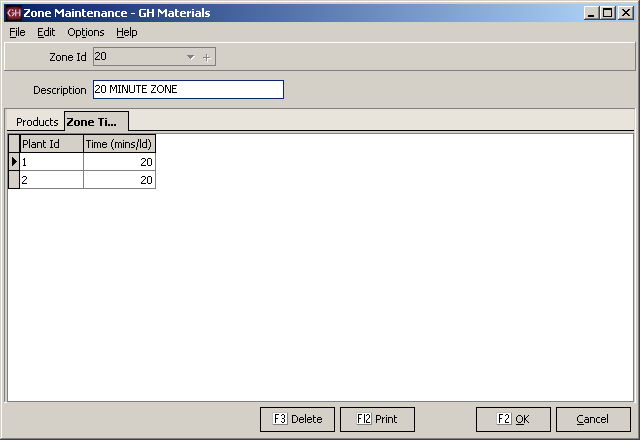 GH Zone Maintenance - GH Materials
File Edit Options Help
Zone Id 20
Description 20 MINUTE ZONE
Products Zone Ti...
Plant Id Time (mins/ld)
1 20
2 20
F3 Delete F12 Print F2 OK Cancel